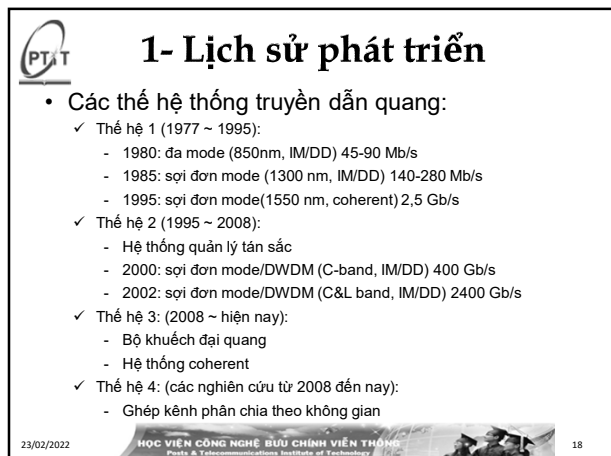 PTIT
1- Lịch sử phát triển
• Các thế hệ thống truyền dẫn quang:
✓ Thế hệ 1 (1977 ~ 1995):
- 1980: đa mode (850nm, IM/DD) 45-90 Mb/s
- 1985: sợi đơn mode (1300 nm, IM/DD) 140-280 Mb/s
- 1995: sợi đơn mode(1550 nm, coherent) 2,5 Gb/s
✓ Thế hệ 2 (1995 ~ 2008):
- Hệ thống quản lý tán sắc
- 2000: sợi đơn mode/DWDM (C-band, IM/DD) 400 Gb/s
- 2002: sợi đơn mode/DWDM (C&L band, IM/DD) 2400 Gb/s
✓ Thế hệ 3: (2008 ~ hiện nay):
- Bộ khuếch đại quang
- Hệ thống coherent
✓ Thế hệ 4: (các nghiên cứu từ 2008 đến nay):
- Ghép kênh phân chia theo không gian
23/02/2022
HỌC VIỆN CÔNG NGHỆ BƯU CHÍNH VIỄN THÔNG
Posts & Telecommunications Institute of Technology
18